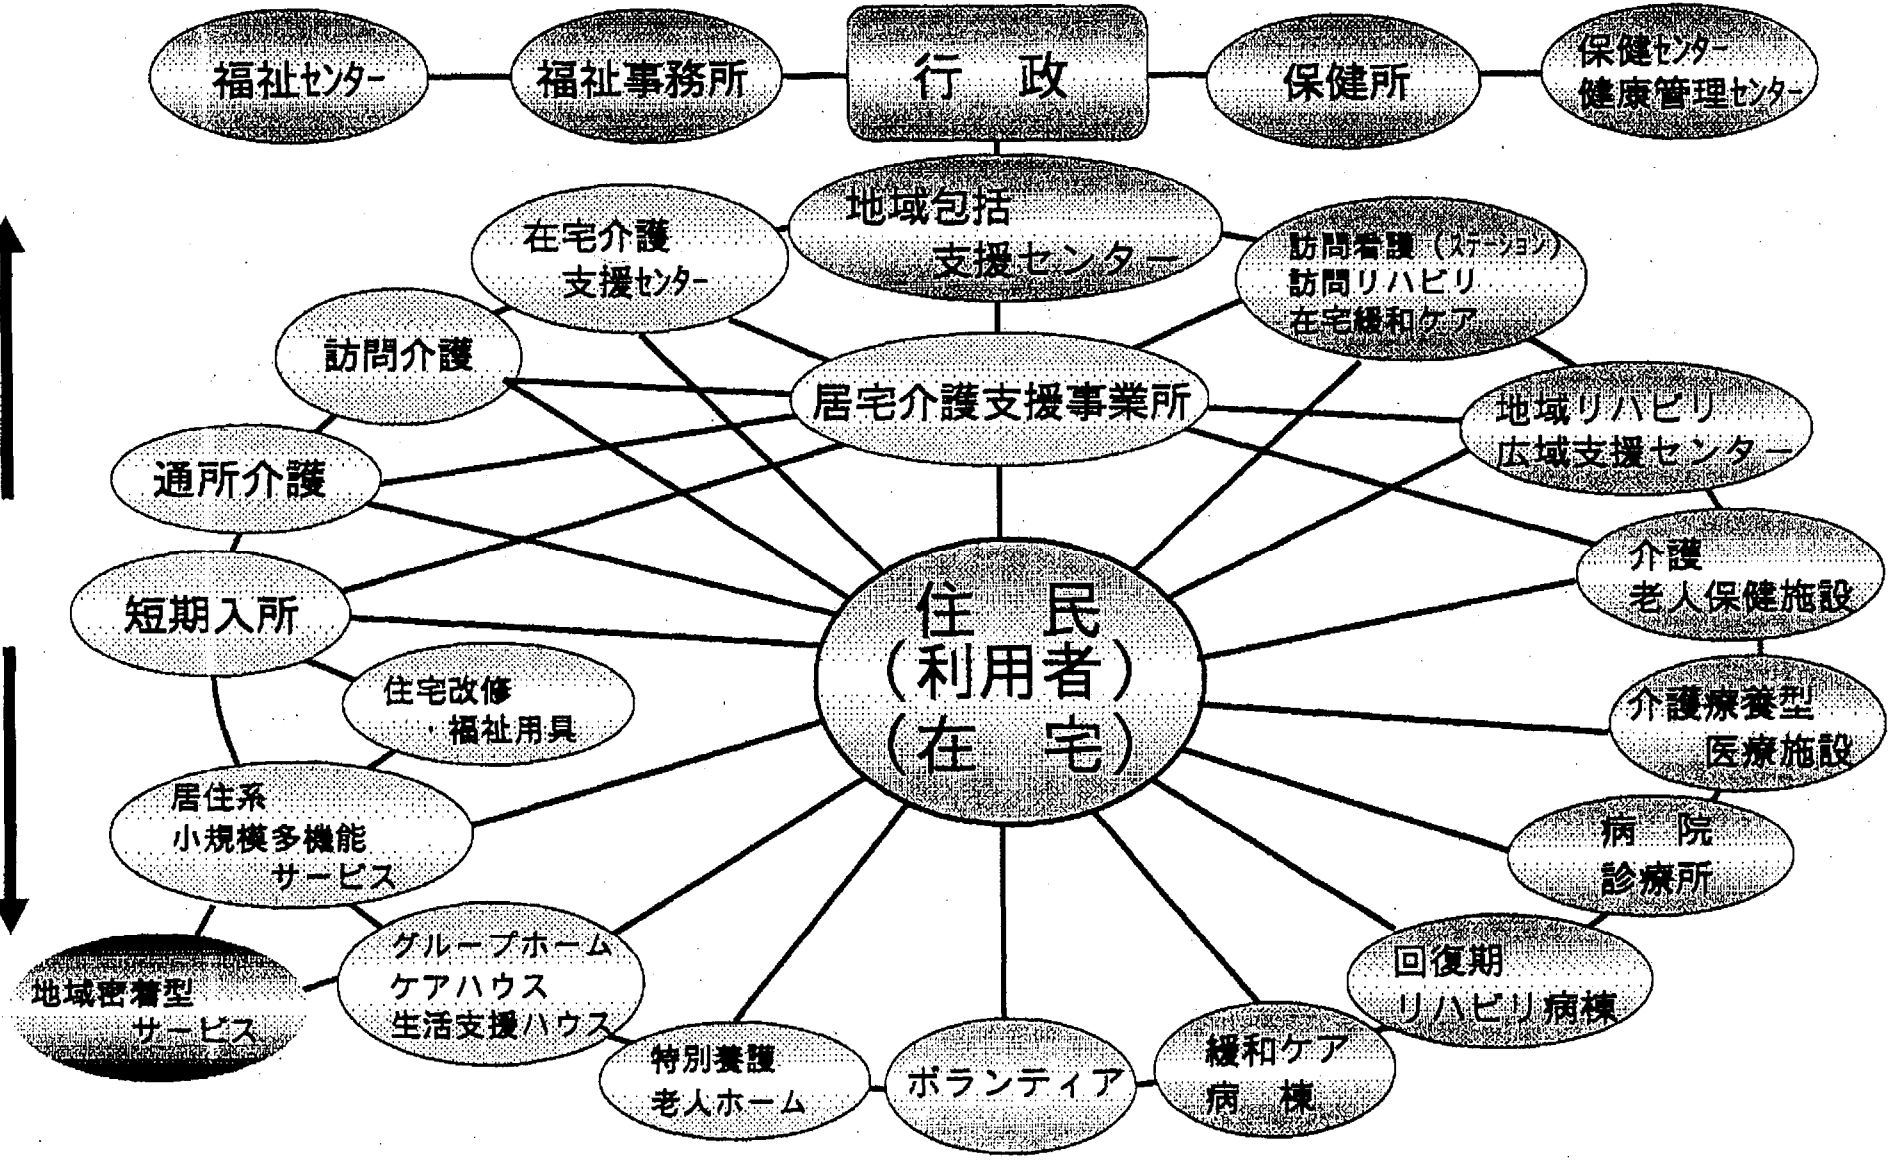 福祉センター
福祉事務所
行　政
保健所
保健センター
健康管理センター
地域包括
支援センター
在宅介護
支援センター
訪問看護（ステーション）
訪問リハビリ
在宅緩和ケア
訪問介護
居宅介護支援事業所
地域リハビリ
広域支援センター
通所介護
介護
老人保健施設
短期入所
住　民
（利用者）
（在　宅）
住宅改修
・福祉用具
介護療養型
医療施設
居住系
小規模多機能
サービス
病　院
診療所
グループホーム
ケアハウス
生活支援ハウス
地域密着型
サービス
回復期
リハビリ病棟
特別養護
老人ホーム
ボランティア
緩和ケア
病　棟